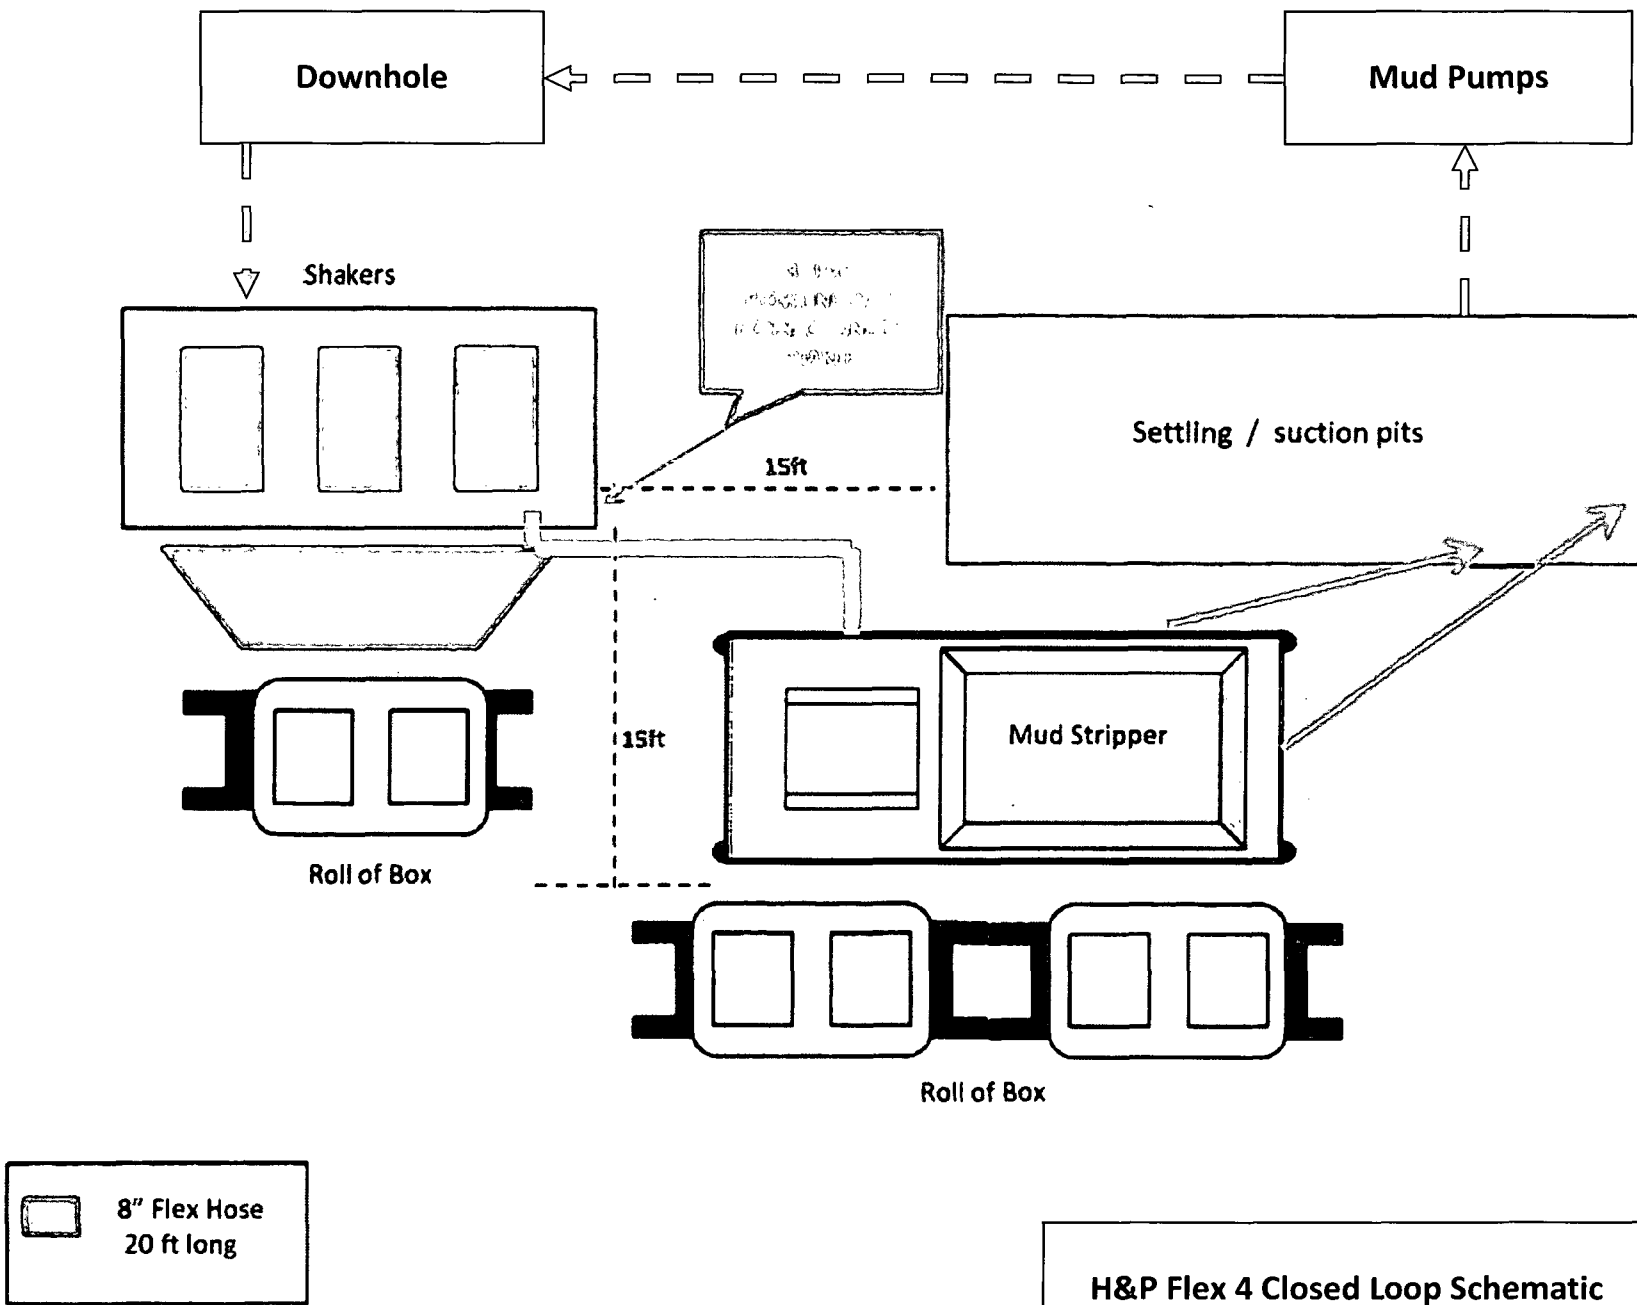 Downhole
Mud Pumps
Shakers
Settling / suction pits
15ft
15ft
Mud Stripper
Roll of Box
Roll of Box
8" Flex Hose
20 ft long
H&P Flex 4 Closed Loop Schematic